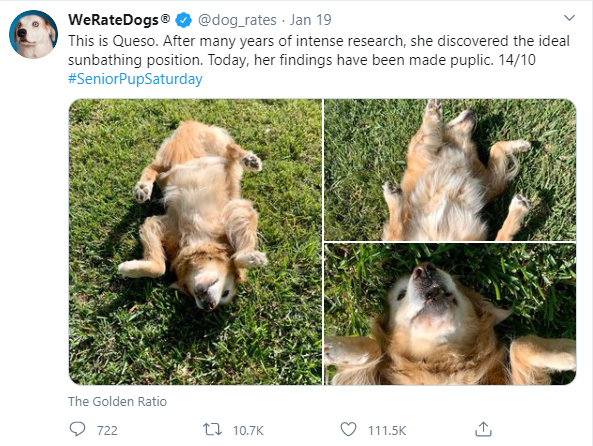 WeRateDogs® @dog_rates · Jan 19
This is Queso. After many years of intense research, she discovered the ideal
sunbathing position. Today, her findings have been made puplic. 14/10
#SeniorPupSaturday
The Golden Ratio
722 10.7K 111.5K